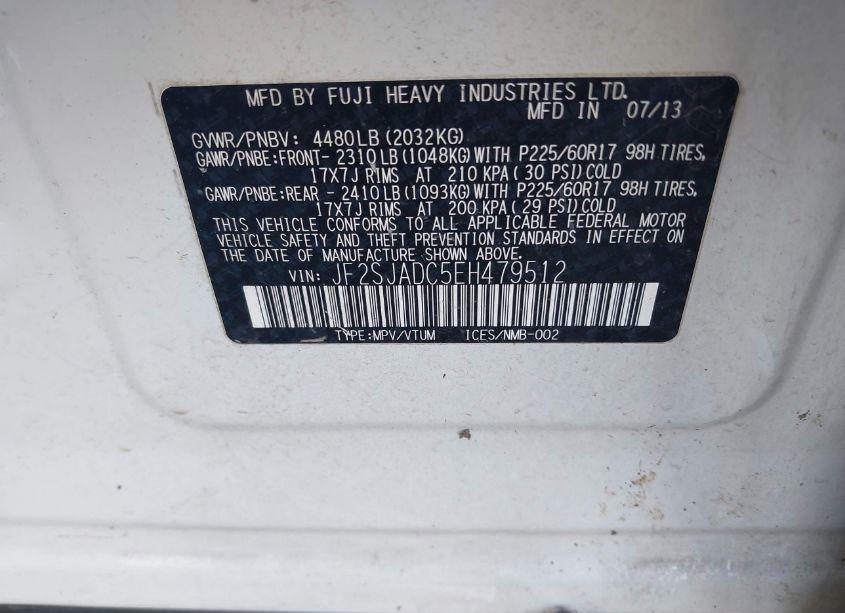 MFD BY FUJI HEAVY INDUSTRIES LTD.
MFD IN 07/13
GVWR/PNBV: 4480LB (2032KG)
GAWR/PNBE:FRONT- 2310LB (1048KG) WITH P225/60R17 98H TIRES,
17X7J RIMS AT 210 KPA ( 30 PSI) COLD
GAWR/PNBE:REAR - 2410LB (1093KG) WITH P225/60R17 98H TIRES,
17X7J RIMS AT 200 KPA ( 29 PSI) COLD
THIS VEHICLE CONFORMS TO ALL APPLICABLE FEDERAL MOTOR
VEHICLE SAFETY AND THEFT PREVENTION STANDARDS IN EFFECT ON
THE DATE OF MANUFACTURE SHOWN ABOVE.
VIN: JF2SJADC5EH479512
TYPE:MPV/VTUM ICES/NMB-002